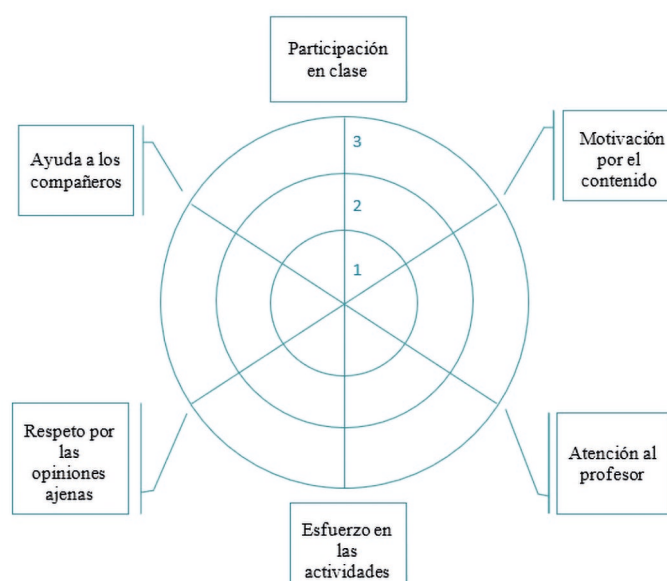 Participación
en clase
3
Ayuda a los
compañeros
Motivación
por el
contenido
2
1
Respeto por
las
opiniones
ajenas
Atención al
profesor
Esfuerzo en
las
actividades